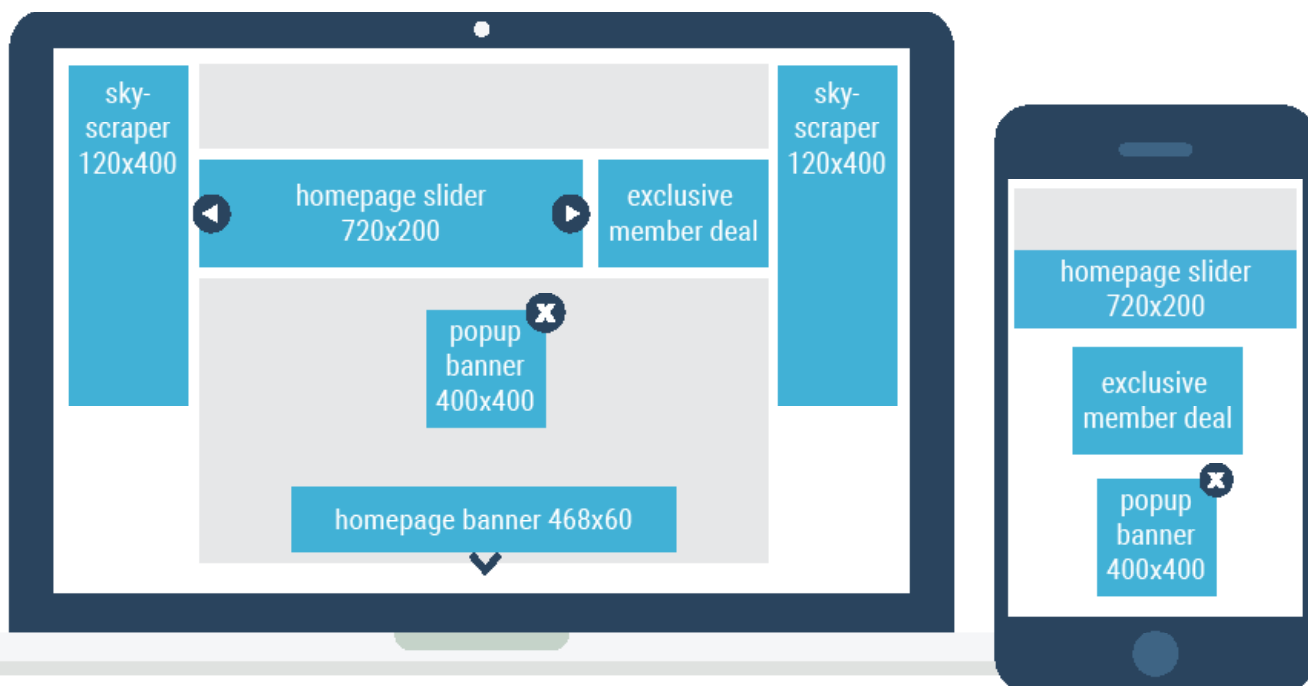 sky-
scraper
120x400
homepage slider
720x200
exclusive
member deal
sky-
scraper
120x400
popup
banner
400x400
x
homepage banner 468x60
homepage slider
720x200
exclusive
member deal
popup
banner
400x400
x